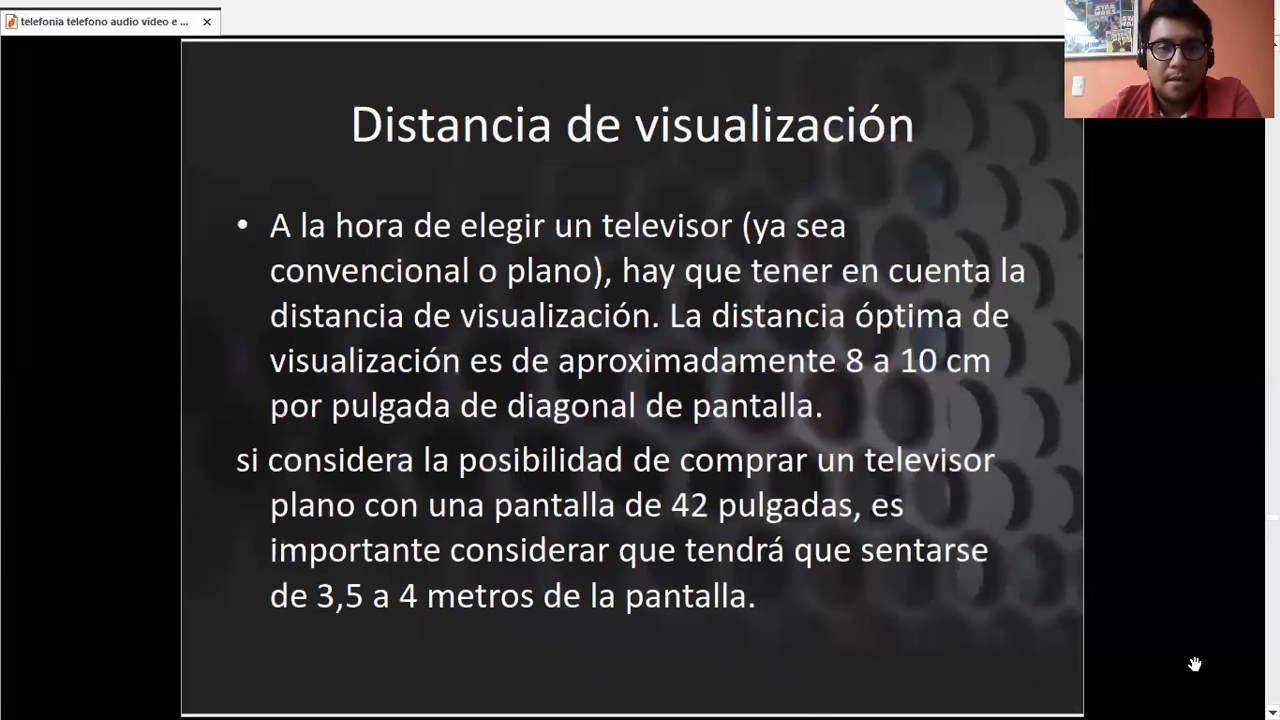 telefonia telefono audio video e ...
STAR
WARS
Distancia de visualización
• A la hora de elegir un televisor (ya sea
convencional o plano), hay que tener en cuenta la
distancia de visualización. La distancia óptima de
visualización es de aproximadamente 8 a 10 cm
por pulgada de diagonal de pantalla.
si considera la posibilidad de comprar un televisor
plano con una pantalla de 42 pulgadas, es
importante considerar que tendrá que sentarse
de 3,5 a 4 metros de la pantalla.